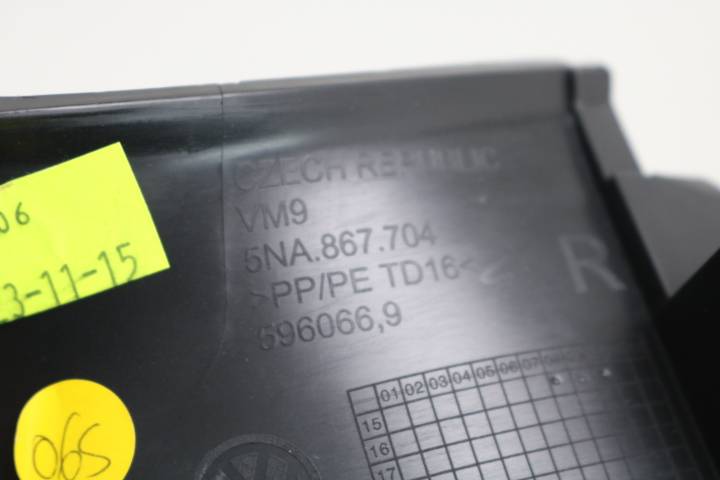 CZECH REPUBLIC
VM9
5NA.867.704
>PP/PE TD16<
596066,9
R
06
3-11-15
065
01 02 03 04 05 06 07
15
16
17